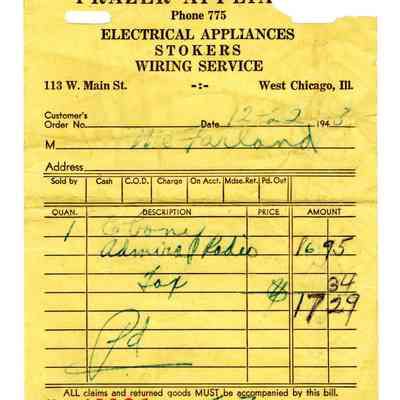 Phone 775
ELECTRICAL APPLIANCES
STOKERS
WIRING SERVICE
113 W. Main St. -:- West Chicago, Ill.
Customer's
Order No. Date 12-2 1943
M McFarland
Address
Sold by Cash C.O.D. Charge On Acct. Mdse. Ret. Pd. Out
QUAN. DESCRIPTION PRICE AMOUNT
1 Ebony
Admiral Radio 16.95
Tax 34
$ 17 29
Pd
ALL claims and returned goods MUST be accompanied by this bill.